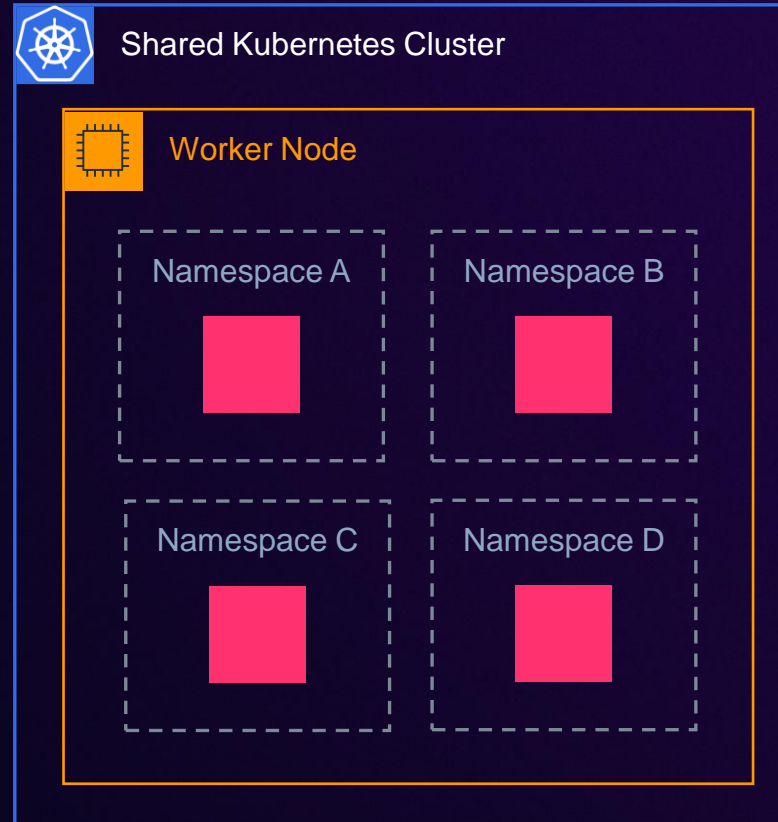 Shared Kubernetes Cluster
Worker Node
Namespace A
Namespace B
Namespace C
Namespace D